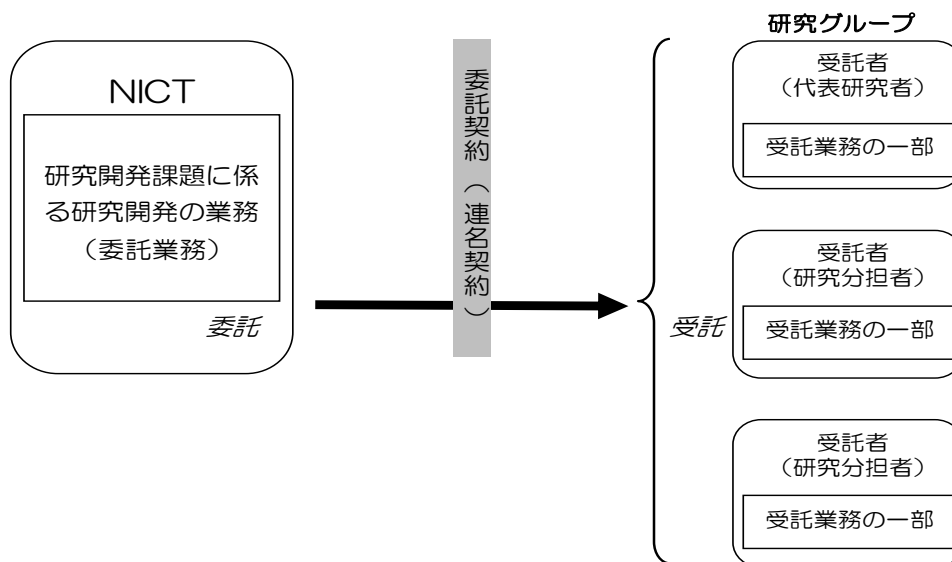 NICT
研究開発課題に係
る研究開発の業務
（委託業務）
委託
委託契約（連名契約）
受託
研究グループ
受託者
（代表研究者）
受託業務の一部
受託者
（研究分担者）
受託業務の一部
受託者
（研究分担者）
受託業務の一部